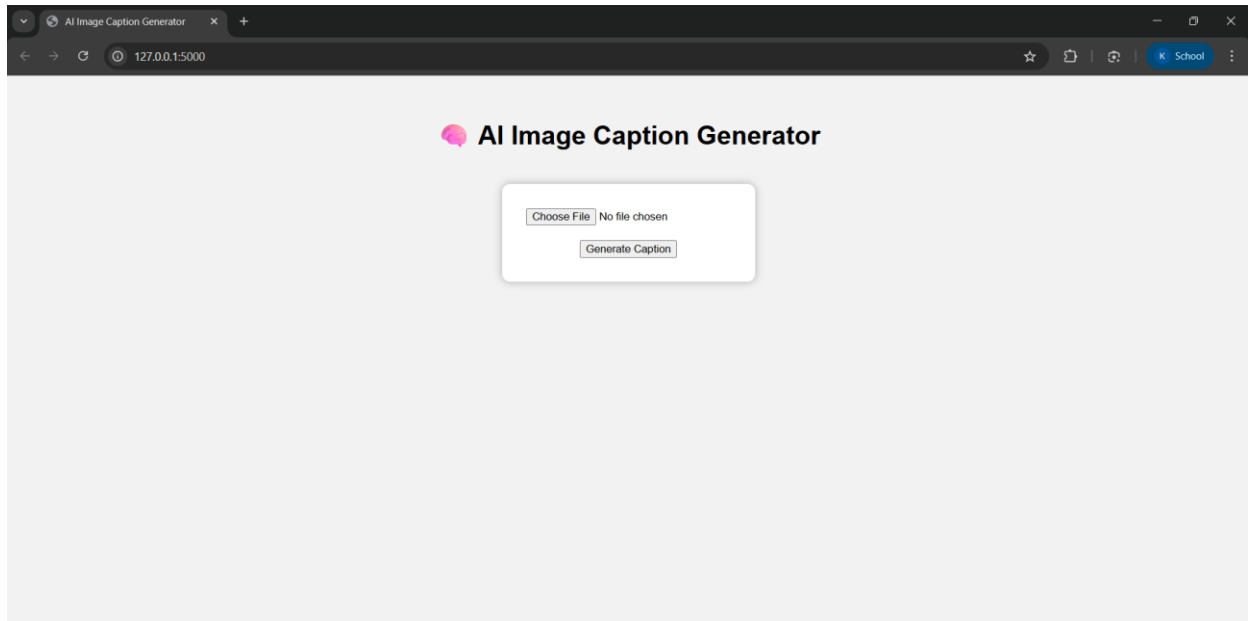 AI Image Caption Generator
127.0.0.1:5000
K School
AI Image Caption Generator
Choose File No file chosen
Generate Caption